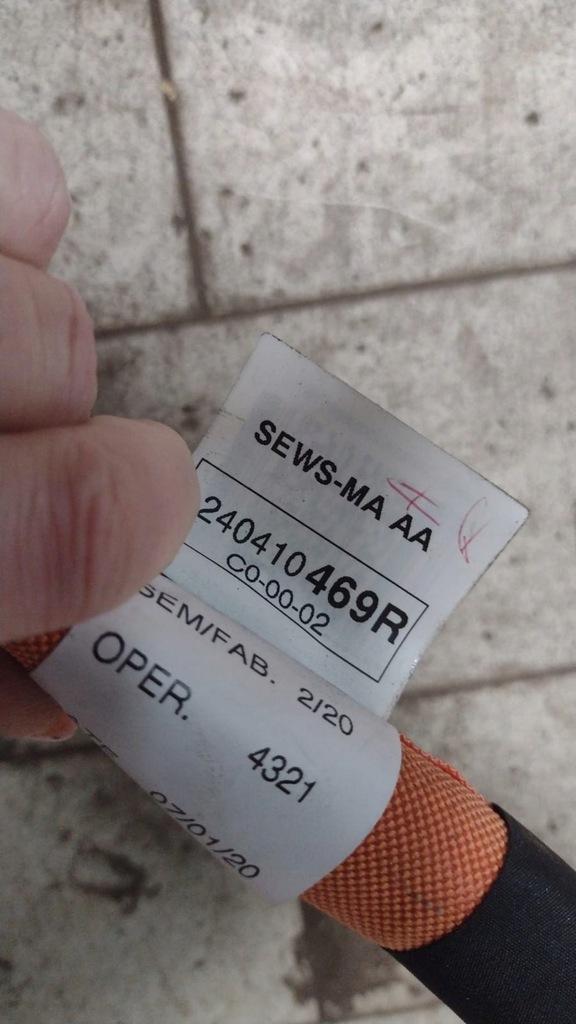 SEWS-MA AA
240410469R
C0-00-02
SEM/FAB. 2/20
OPER. 4321
07/01/20